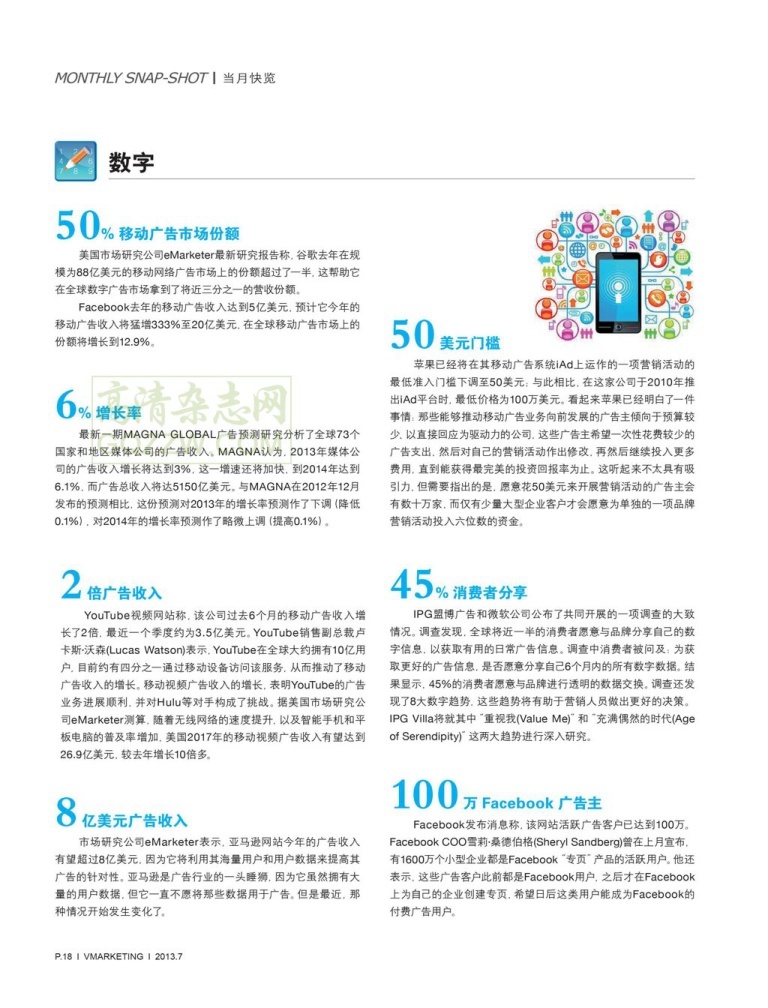 MONTHLY SNAP-SHOT | 当月快览
数字
50% 移动广告市场份额
美国市场研究公司eMarketer最新研究报告称, 谷歌去年在规
模为88亿美元的移动网络广告市场上的份额超过了一半, 这帮助它
在全球数字广告市场拿到了将近三分之一的营收份额。
Facebook去年的移动广告收入达到5亿美元, 预计它今年的
移动广告收入将猛增333%至20亿美元, 在全球移动广告市场上的
份额将增长到12.9%。
6% 增长率
最新一期MAGNA GLOBAL广告预测研究分析了全球73个
国家和地区媒体公司的广告收入。MAGNA认为, 2013年媒体公
司的广告收入增长将达到3%, 这一增速还将加快, 到2014年达到
6.1%, 而广告总收入将达5150亿美元。与MAGNA在2012年12月
发布的预测相比, 这份预测对2013年的增长率预测作了下调 (降低
0.1%) , 对2014年的增长率预测作了略微上调 (提高0.1%) 。
2 倍广告收入
YouTube视频网站称, 该公司过去6个月的移动广告收入增
长了2倍, 最近一个季度约为3.5亿美元。YouTube销售副总裁卢
卡斯·沃森(Lucas Watson)表示, YouTube在全球大约拥有10亿用
户, 目前约有四分之一通过移动设备访问该服务, 从而推动了移动
广告收入的增长。移动视频广告收入的增长, 表明YouTube的广告
业务进展顺利, 并对Hulu等对手构成了挑战。据美国市场研究公
司eMarketer测算, 随着无线网络的速度提升, 以及智能手机和平
板电脑的普及率增加, 美国2017年的移动视频广告收入有望达到
26.9亿美元, 较去年增长10倍多。
8 亿美元广告收入
市场研究公司eMarketer表示, 亚马逊网站今年的广告收入
有望超过8亿美元, 因为它将利用其海量用户和用户数据来提高其
广告的针对性。亚马逊是广告行业的一头睡狮, 因为它虽然拥有大
量的用户数据, 但它一直不愿将那些数据用于广告。但是最近, 那
种情况开始发生变化了。
50 美元门槛
苹果已经将在其移动广告系统iAd上运作的一项营销活动的
最低准入门槛下调至50美元; 与此相比, 在这家公司于2010年推
出iAd平台时, 最低价格为100万美元。看起来苹果已经明白了一件
事情: 那些能够推动移动广告业务向前发展的广告主倾向于预算较
少, 以直接回应为驱动力的公司, 这些广告主希望一次性花费较少的
广告支出, 然后对自己的营销活动作出修改, 再然后继续投入更多
费用, 直到能获得最完美的投资回报率为止。这听起来不太具有吸
引力, 但需要指出的是, 愿意花50美元来开展营销活动的广告主会
有数十万家, 而仅有少量大型企业客户才会愿意为单独的一项品牌
营销活动投入六位数的资金。
45% 消费者分享
IPG盟博广告和微软公司公布了共同开展的一项调查的大致
情况。调查发现, 全球将近一半的消费者愿意与品牌分享自己的数
字信息, 以获取有用的日常广告信息。调查中消费者被问及: 为获
取更好的广告信息, 是否愿意分享自己6个月内的所有数字数据。结
果显示, 45%的消费者愿意与品牌进行透明的数据交换。调查还发
现了8大数字趋势, 这些趋势将有助于营销人员做出更好的决策。
IPG Villa将就其中“重视我(Value Me)”和“充满偶然的时代(Age
of Serendipity)”这两大趋势进行深入研究。
100 万 Facebook 广告主
Facebook发布消息称, 该网站活跃广告客户已达到100万。
Facebook COO雪莉·桑德伯格(Sheryl Sandberg)曾在上月宣布,
有1600万个小型企业都是Facebook“专页”产品的活跃用户。他还
表示, 这些广告客户此前都是Facebook用户, 之后才在Facebook
上为自己的企业创建专页, 希望日后这类用户能成为Facebook的
付费广告用户。
高清杂志网
P.18 | VMARKETING | 2013.7